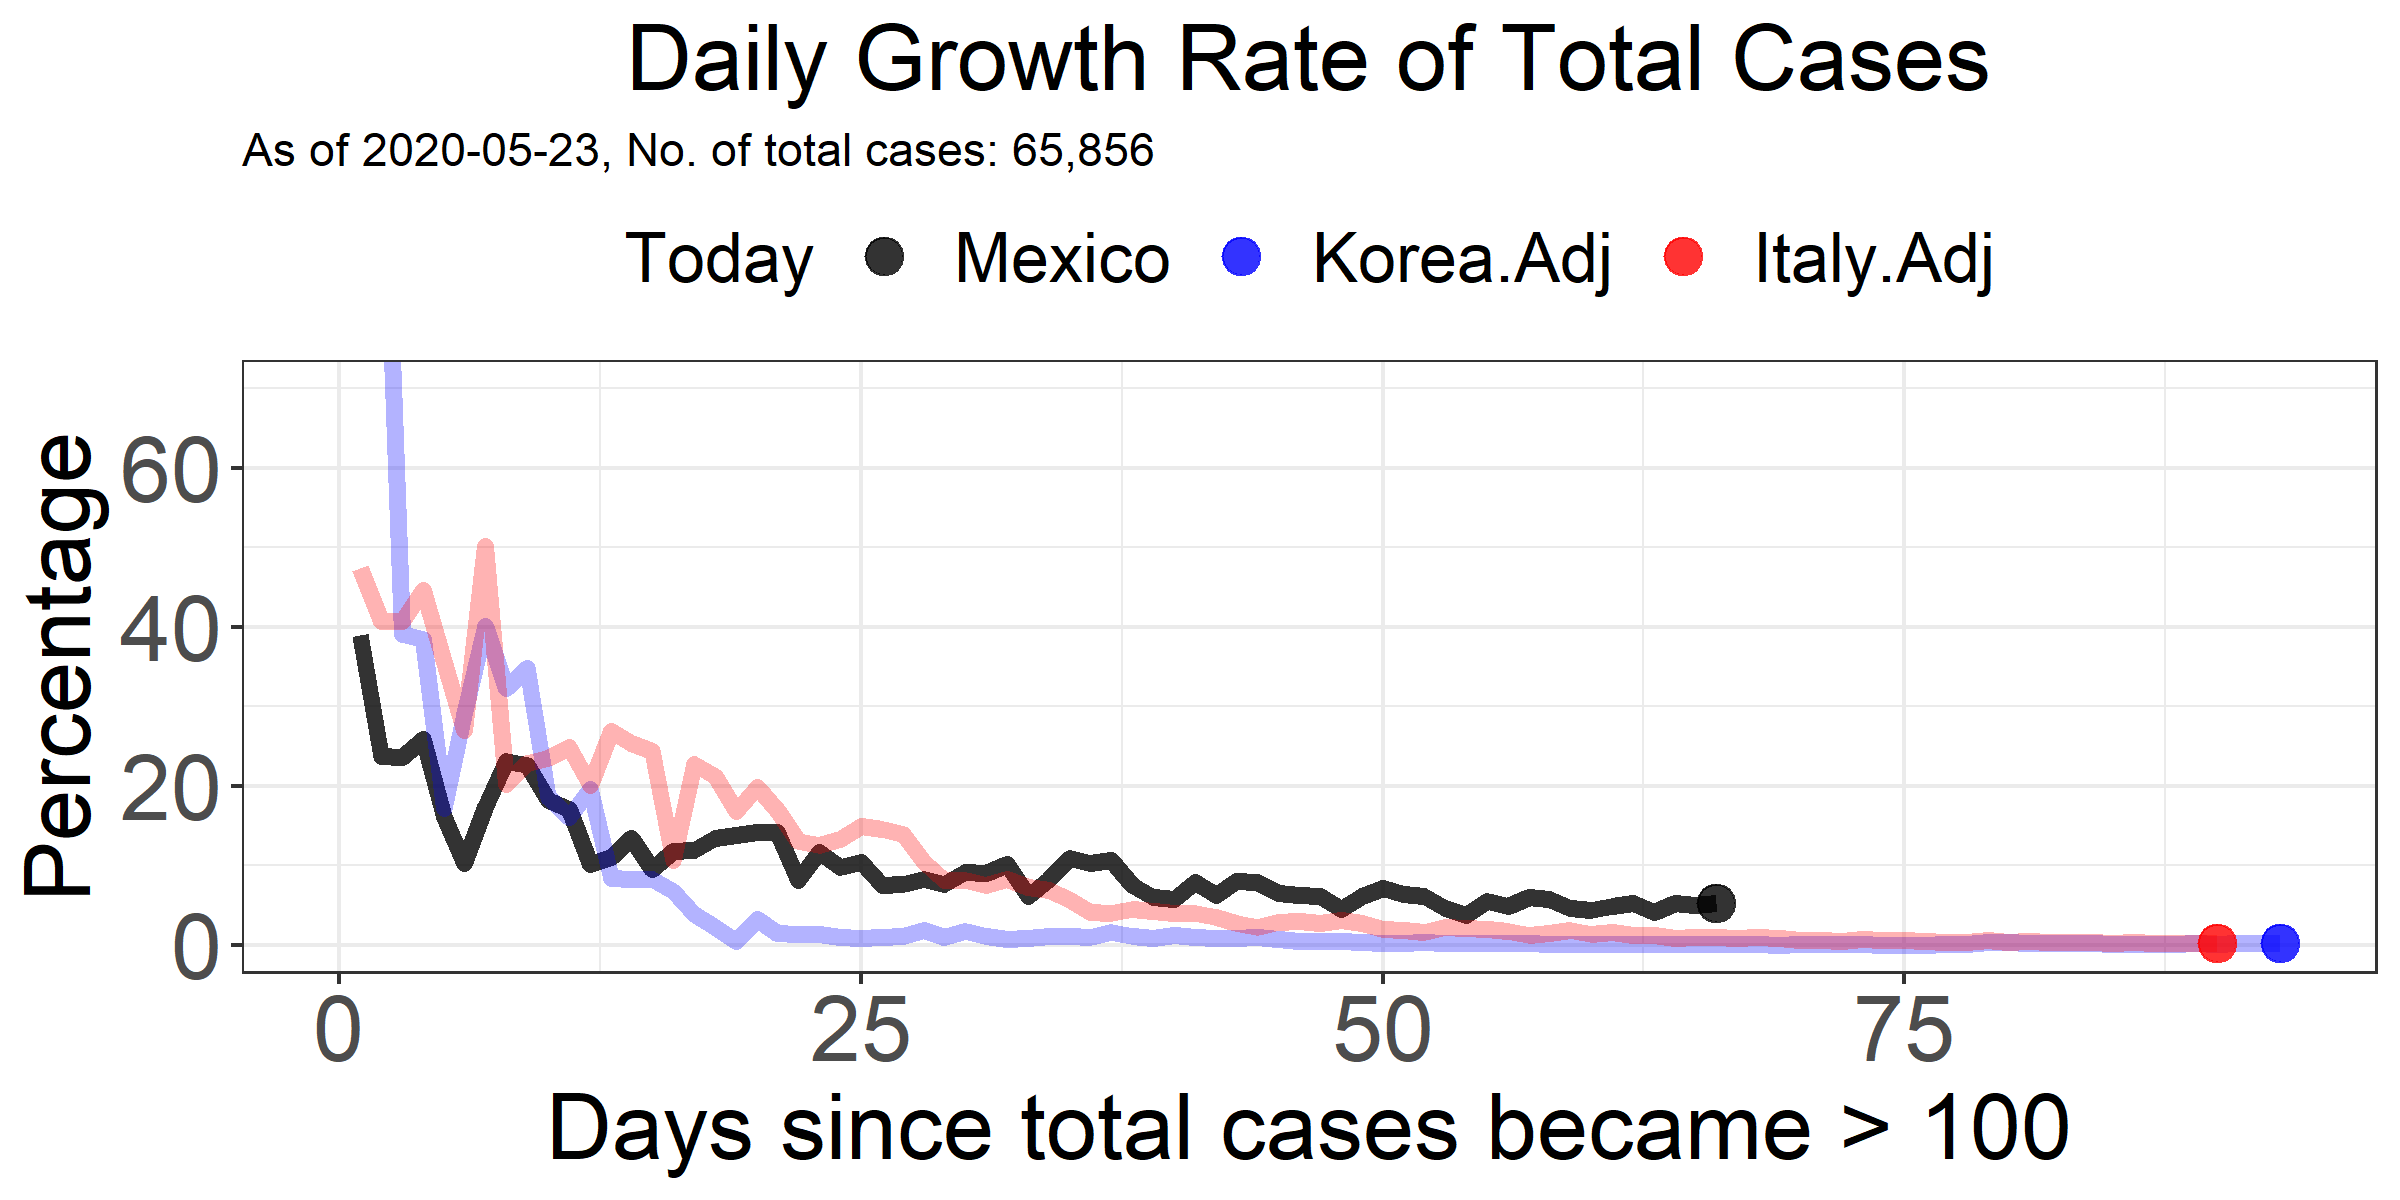 Daily Growth Rate of Total Cases
As of 2020-05-23, No. of total cases: 65,856
Today Mexico Korea.Adj Italy.Adj
Percentage
60
40
20
0
0 25 50 75
Days since total cases became > 100